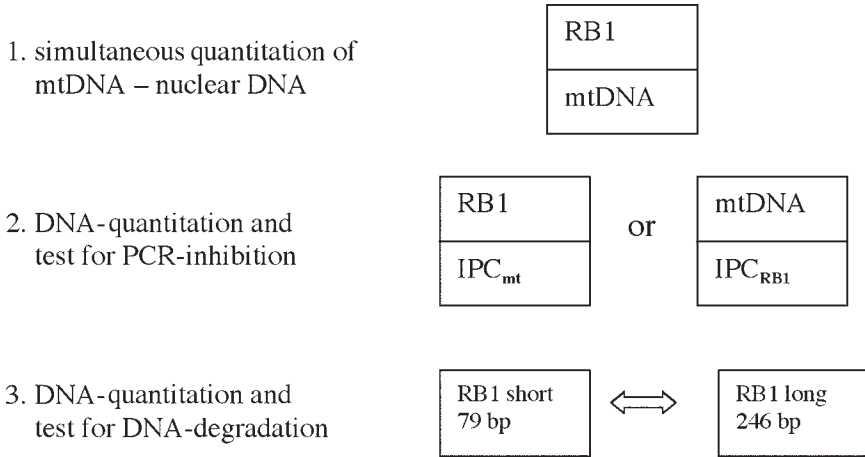 1. simultaneous quantitation of
mtDNA – nuclear DNA
RB1
mtDNA
2. DNA-quantitation and
test for PCR-inhibition
RB1
IPCmt
or
mtDNA
IPCRB1
3. DNA-quantitation and
test for DNA-degradation
RB1 short
79 bp
RB1 long
246 bp